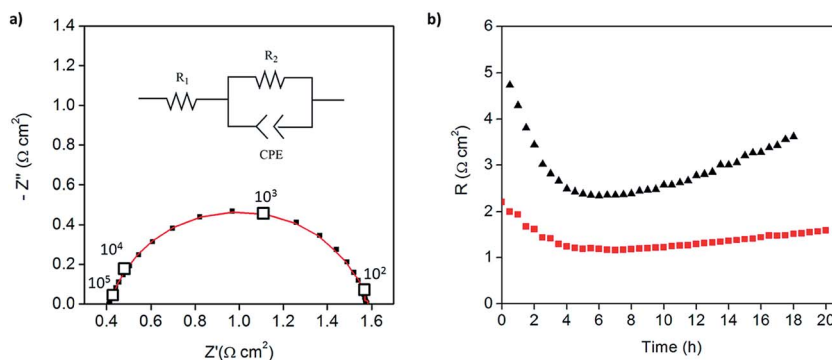 a)
1.4
1.2
1.0
0.8
0.6
0.4
0.2
0.0
- Z'' (Ω cm²)
R₁
R₂
CPE
10³
10⁴
10⁵
10²
0.4 0.6 0.8 1.0 1.2 1.4 1.6
Z'(Ω cm²)
b)
6
5
4
3
2
1
0
R (Ω cm²)
0 2 4 6 8 10 12 14 16 18 20
Time (h)